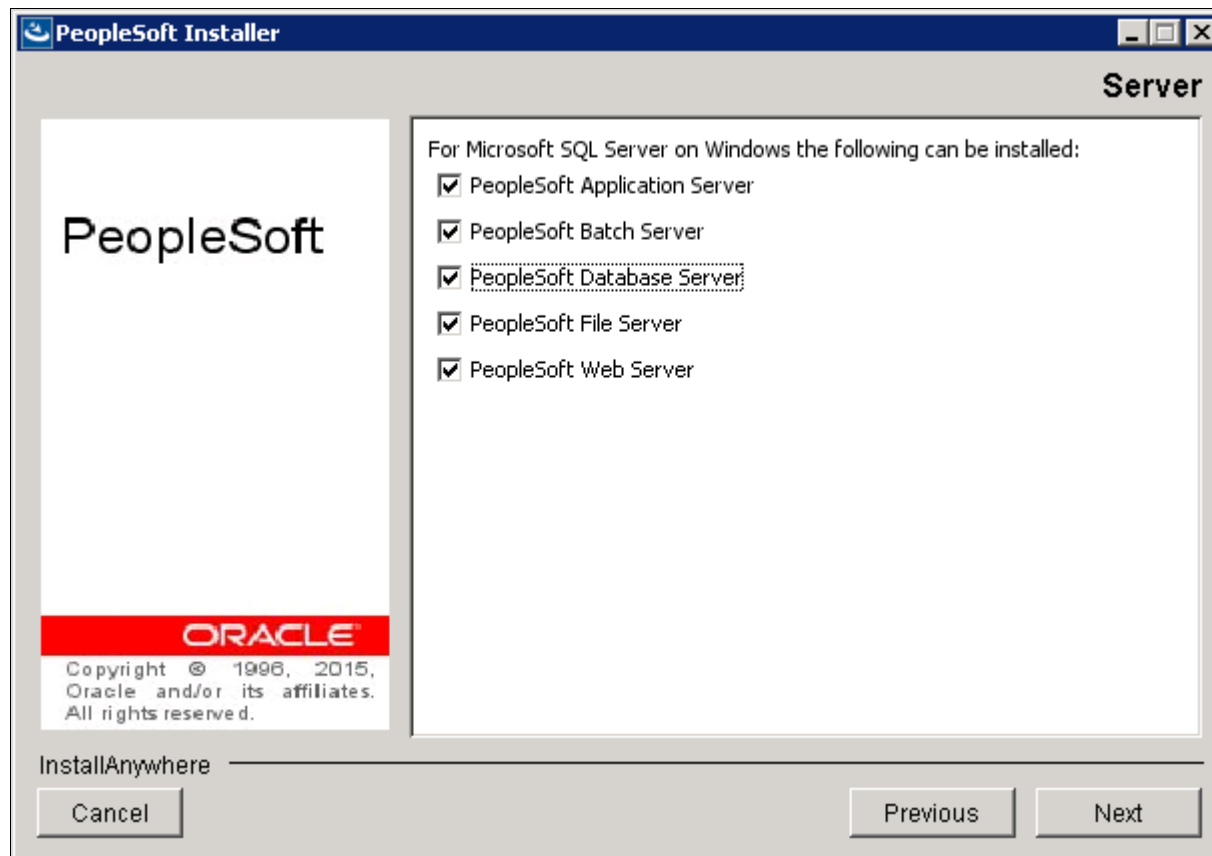 PeopleSoft Installer
Server
For Microsoft SQL Server on Windows the following can be installed:
PeopleSoft Application Server
PeopleSoft Batch Server
PeopleSoft Database Server
PeopleSoft File Server
PeopleSoft Web Server
PeopleSoft
ORACLE
Copyright © 1996, 2015,
Oracle and/or its affiliates.
All rights reserved.
InstallAnywhere
Cancel
Previous
Next